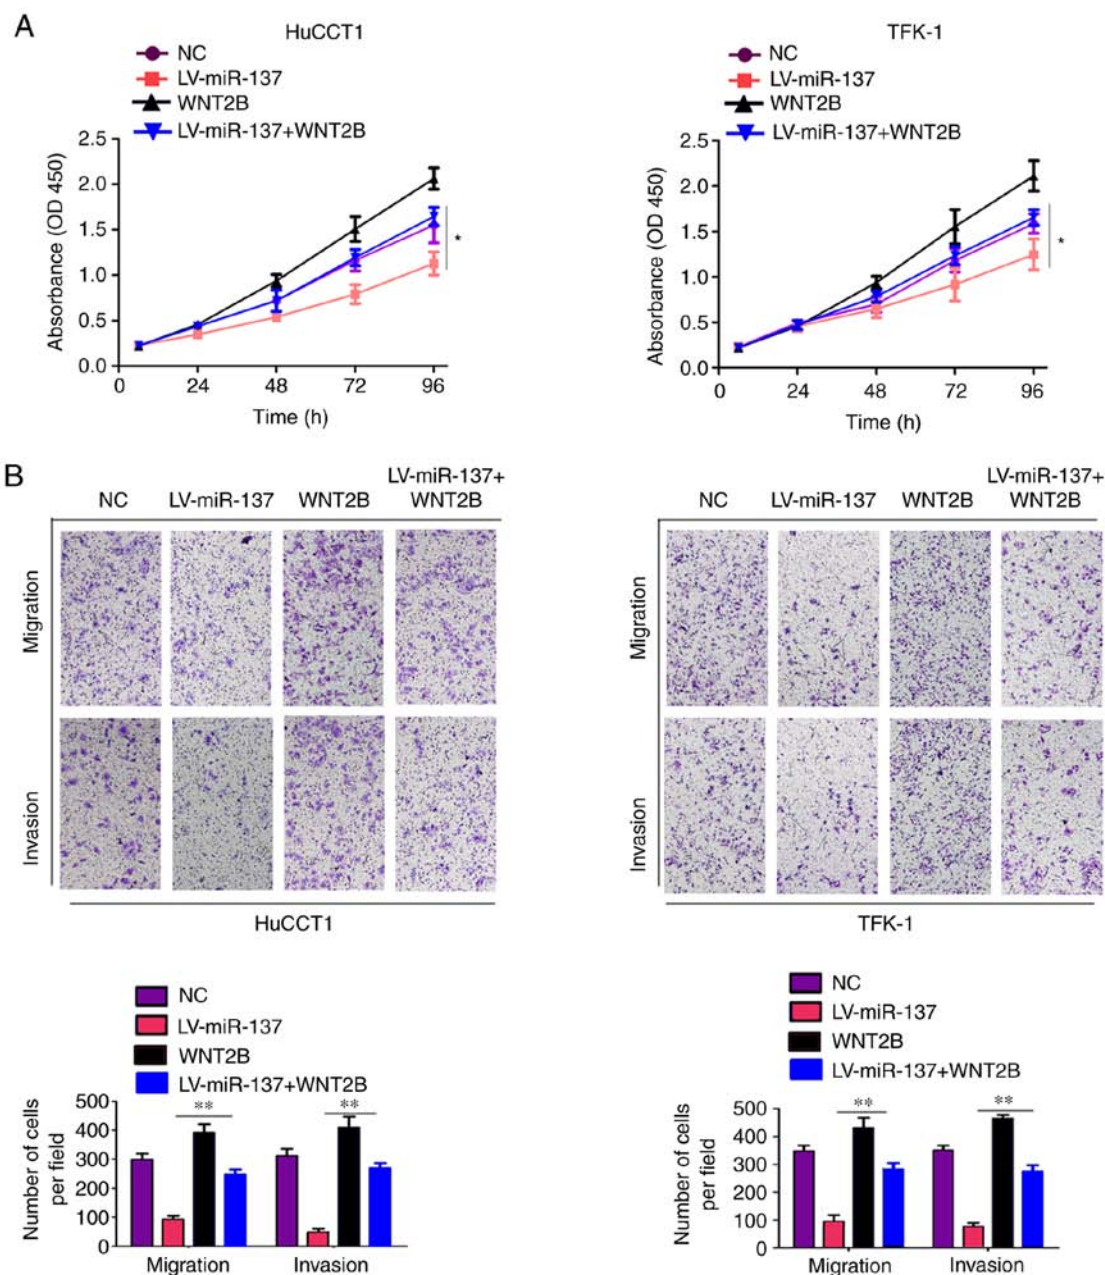 A
HuCCT1
NC
LV-miR-137
WNT2B
LV-miR-137+WNT2B
Absorbance (OD 450)
2.5
2.0
1.5
1.0
0.5
0.0
*
0 24 48 72 96
Time (h)
TFK-1
NC
LV-miR-137
WNT2B
LV-miR-137+WNT2B
Absorbance (OD 450)
2.5
2.0
1.5
1.0
0.5
0.0
*
0 24 48 72 96
Time (h)
B
NC LV-miR-137 WNT2B LV-miR-137+
WNT2B
Migration
Invasion
HuCCT1
NC LV-miR-137 WNT2B LV-miR-137+
WNT2B
Migration
Invasion
TFK-1
NC
LV-miR-137
WNT2B
LV-miR-137+WNT2B
Number of cells
per field
500
400
300
200
100
0
** **
Migration Invasion
NC
LV-miR-137
WNT2B
LV-miR-137+WNT2B
Number of cells
per field
500
400
300
200
100
0
** **
Migration Invasion